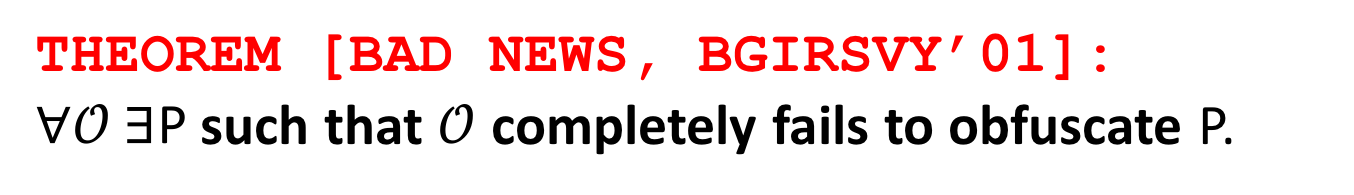 THEOREM [BAD NEWS, BGIRSVY’01]:
∀𝒪 ∃P such that 𝒪 completely fails to obfuscate P.